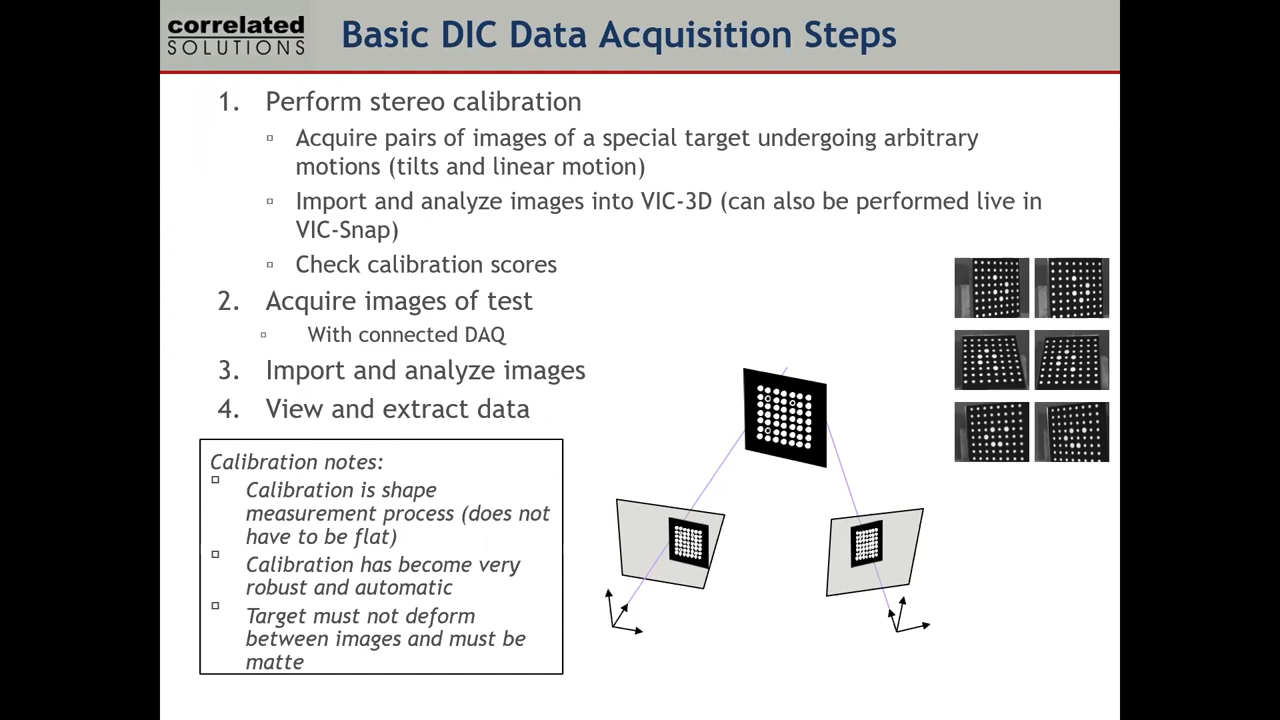 correlated
SOLUTIONS
Basic DIC Data Acquisition Steps
1. Perform stereo calibration
Acquire pairs of images of a special target undergoing arbitrary
motions (tilts and linear motion)
Import and analyze images into VIC-3D (can also be performed live in
VIC-Snap)
Check calibration scores
2. Acquire images of test
With connected DAQ
3. Import and analyze images
4. View and extract data
Calibration notes:
Calibration is shape
measurement process (does not
have to be flat)
Calibration has become very
robust and automatic
Target must not deform
between images and must be
matte